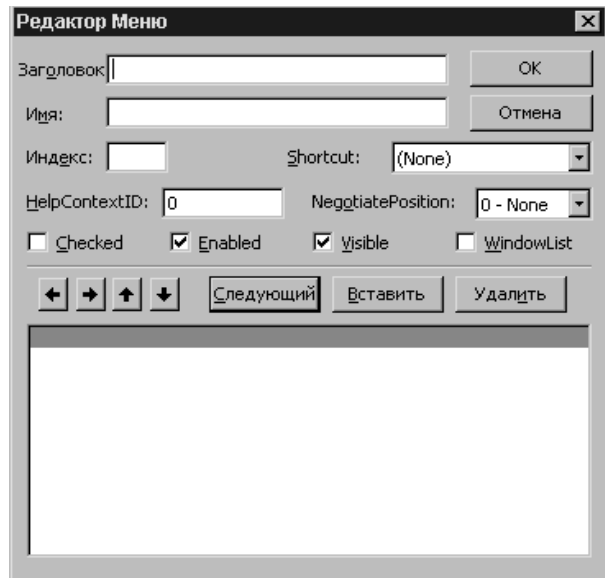 Редактор Меню
Заголовок OK
Имя: Отмена
Индекс: Shortcut: (None)
HelpContextID: 0 NegotiatePosition: 0 - None
Checked Enabled Visible WindowList
Следующий Вставить Удалить